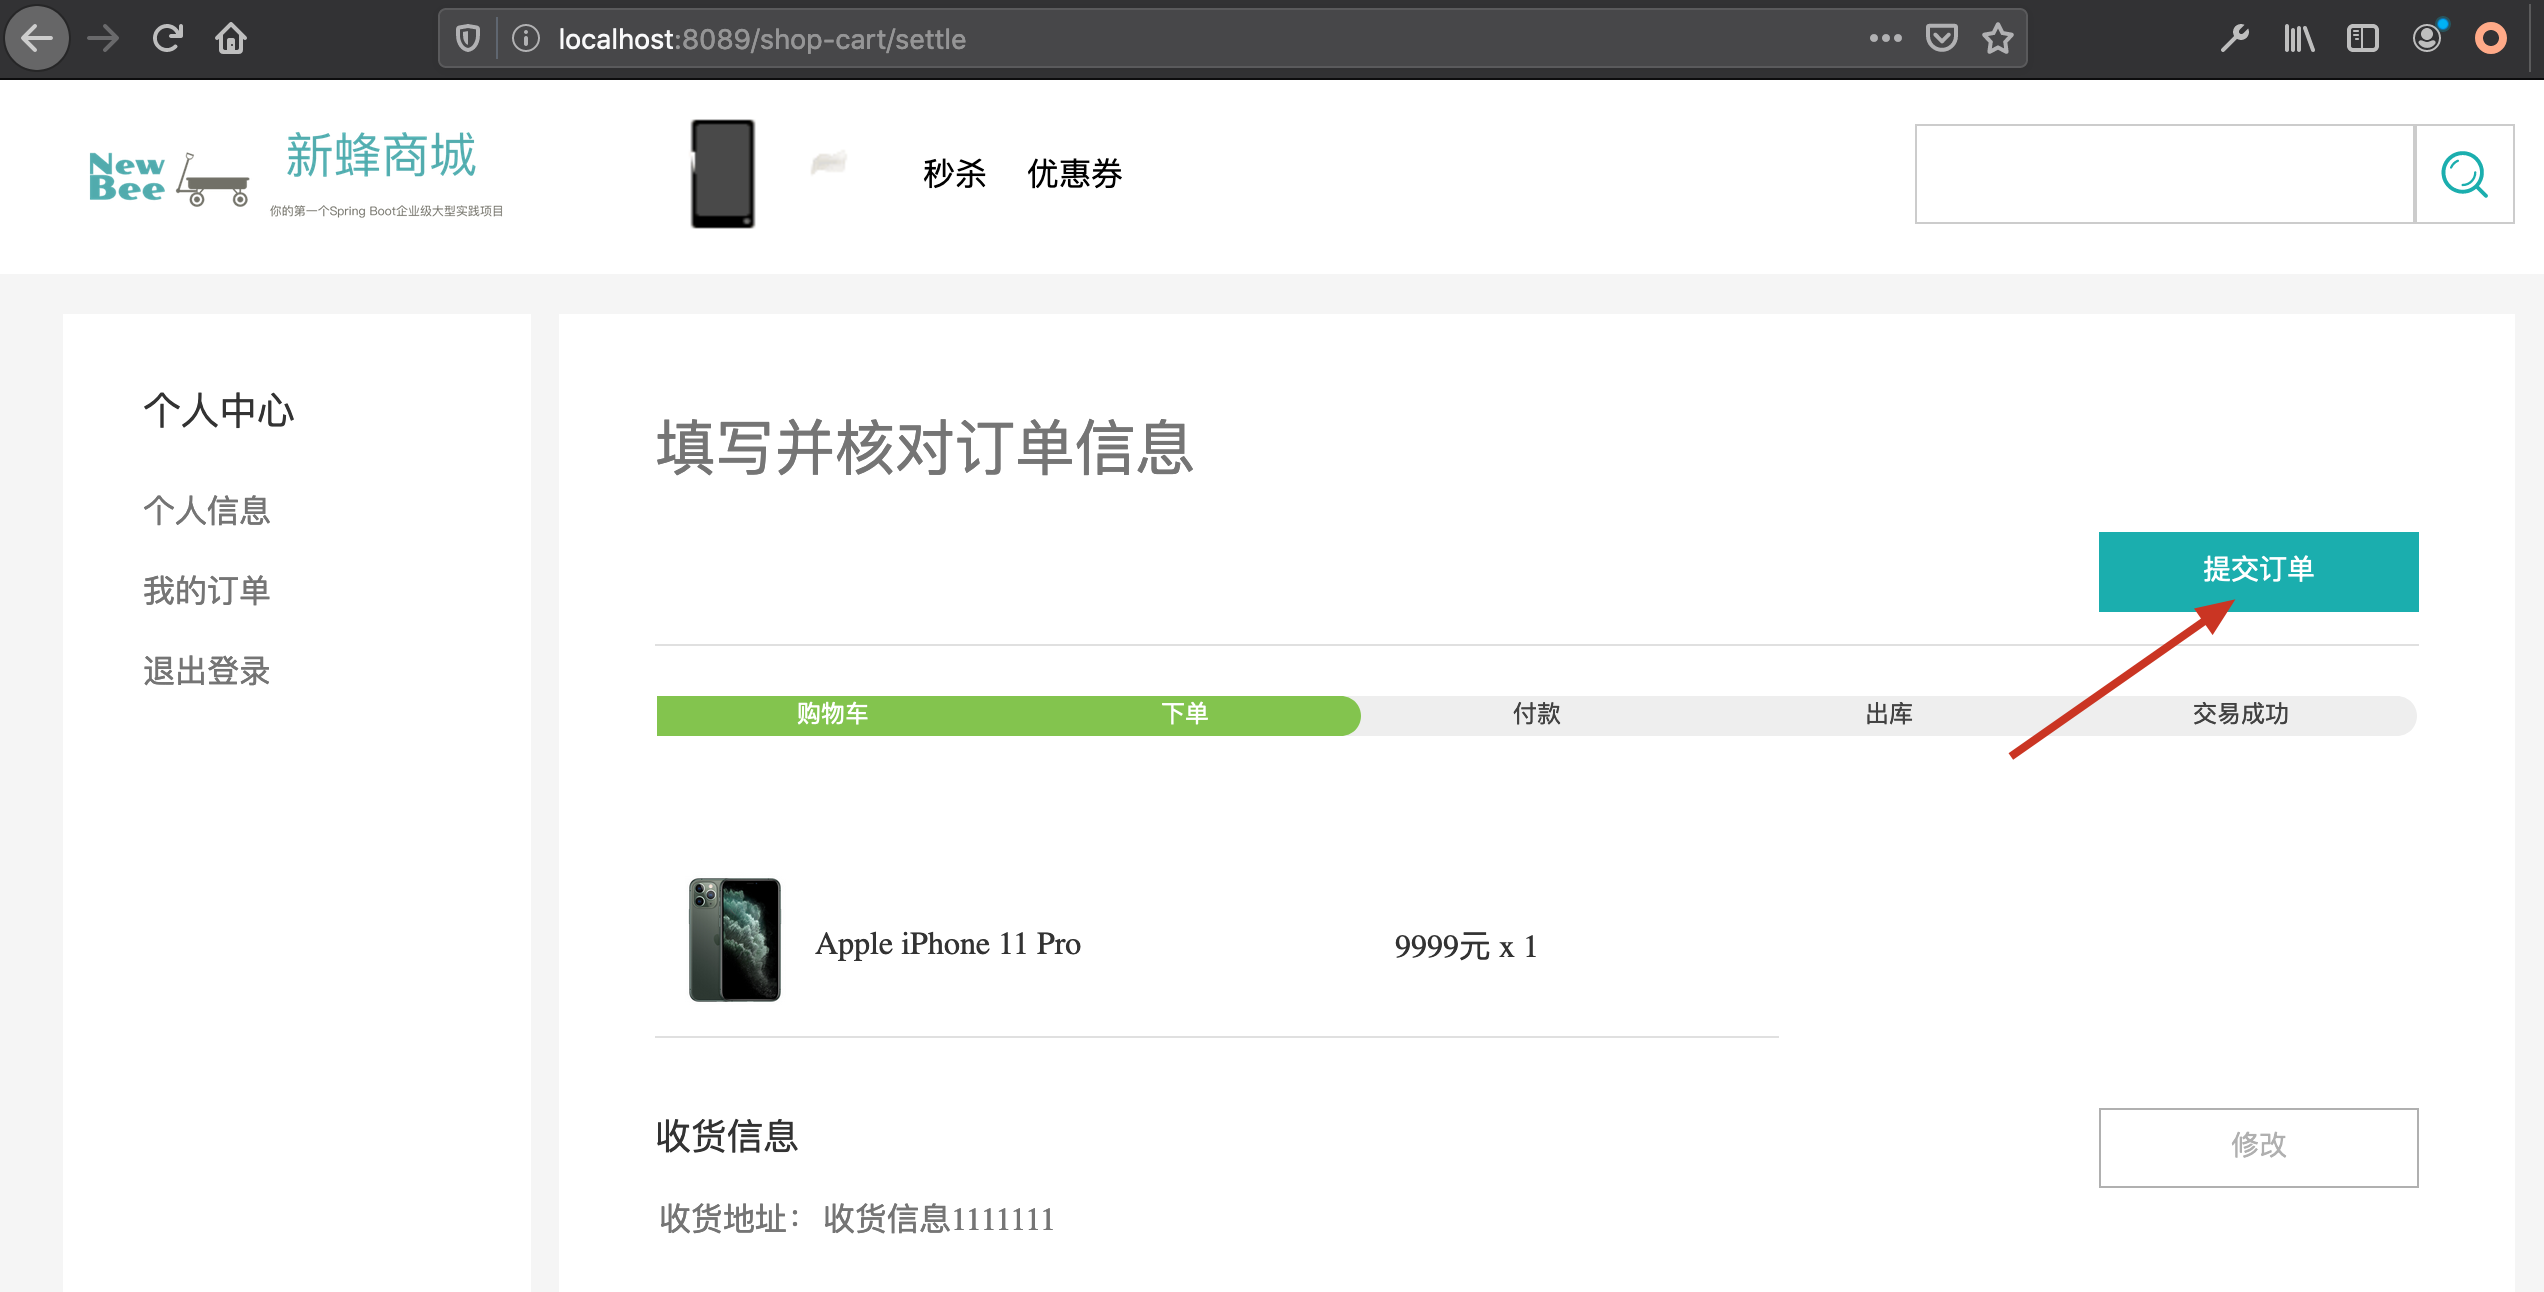 localhost:8089/shop-cart/settle
New Bee
新蜂商城
你的第一个Spring Boot企业级大型实践项目
秒杀 优惠券
个人中心
个人信息
我的订单
退出登录
填写并核对订单信息
提交订单
购物车 下单 付款 出库 交易成功
Apple iPhone 11 Pro 9999元 x 1
收货信息
修改
收货地址： 收货信息1111111